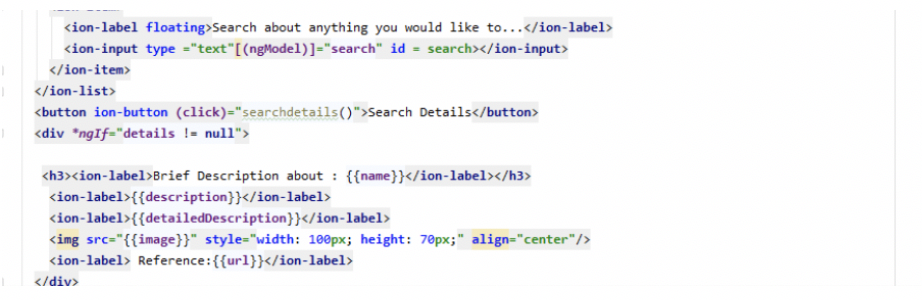 <ion-label floating>Search about anything you would like to...</ion-label>
<ion-input type ="text"[(ngModel)]="search" id = search></ion-input>
</ion-item>
</ion-list>
<button ion-button (click)="searchdetails()">Search Details</button>
<div *ngIf="details != null">
<h3><ion-label>Brief Description about : {{name}}</ion-label></h3>
<ion-label>{{description}}</ion-label>
<ion-label>{{detailedDescription}}</ion-label>
<img src="{{image}}" style="width: 100px; height: 70px;" align="center"/>
<ion-label> Reference:{{url}}</ion-label>
</div>